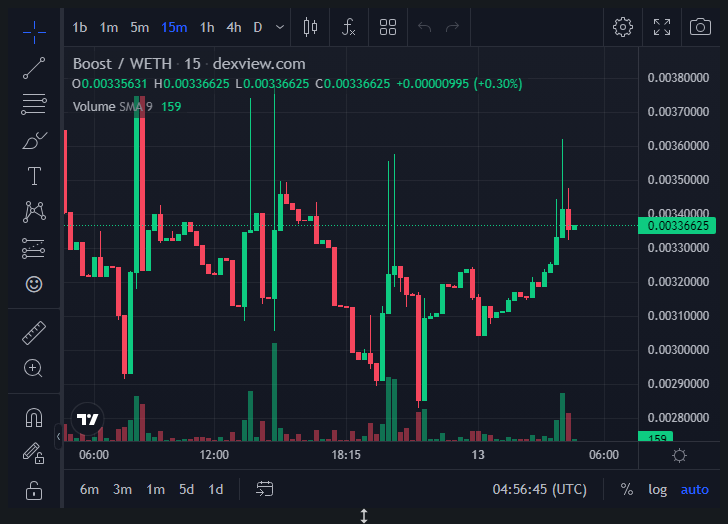 1b 1m 5m 15m 1h 4h D
Boost / WETH · 15 · dexview.com
O0.00335631 H0.00336625 L0.00336625 C0.00336625 +0.00000995 (+0.30%)
Volume SMA 9 159
0.00380000
0.00370000
0.00360000
0.00350000
0.00340000
0.00336625
0.00330000
0.00320000
0.00310000
0.00300000
0.00290000
0.00280000
159
06:00 12:00 18:15 13 06:00
6m 3m 1m 5d 1d 04:56:45 (UTC) % log auto